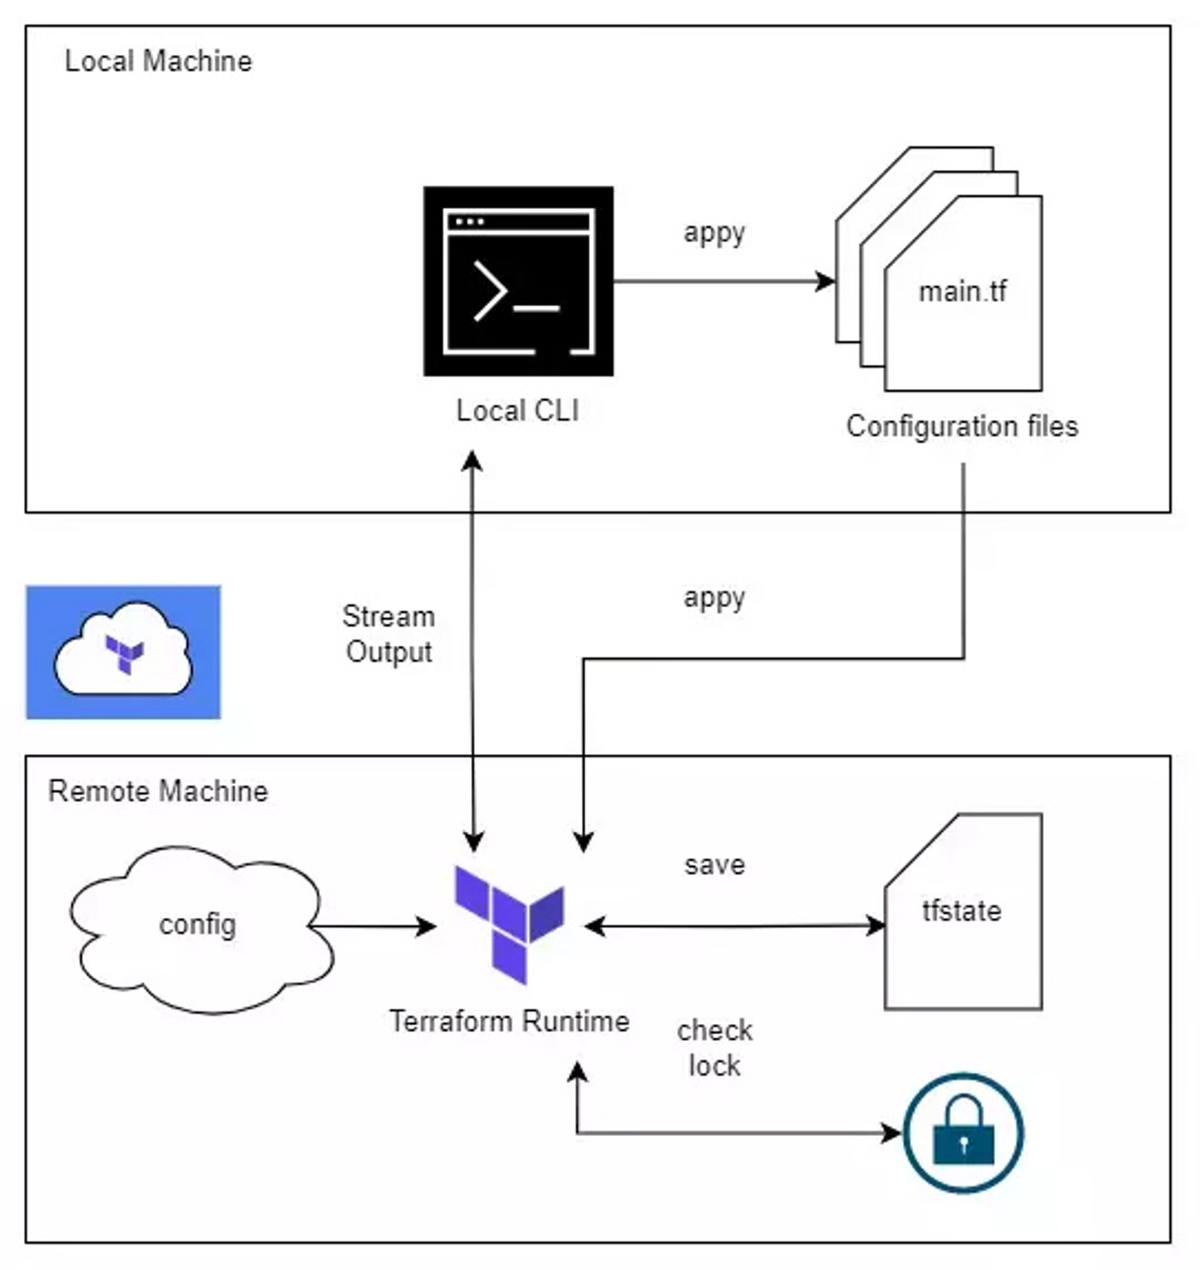 Local Machine
appy
main.tf
Local CLI
Configuration files
Stream
Output
appy
Remote Machine
config
save
tfstate
Terraform Runtime
check
lock